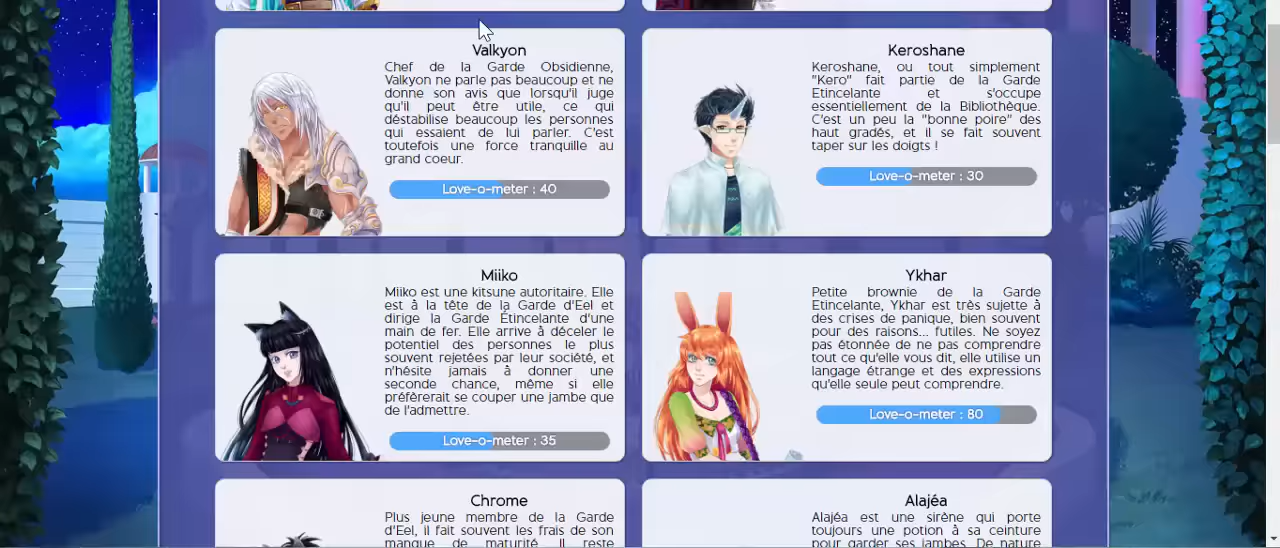 Valkyon
Chef de la Garde Obsidienne,
Valkyon ne parle pas beaucoup et ne
donne son avis que lorsqu'il juge
qu'il peut être utile, ce qui
déstabilise beaucoup les personnes
qui essaient de lui parler. C'est
toutefois une force tranquille au
grand coeur.
Love-o-meter : 40
Keroshane
Keroshane, ou tout simplement
"Kero" fait partie de la Garde
Etincelante et s'occupe
essentiellement de la Bibliothèque.
C'est un peu la "bonne poire" des
haut gradés, et il se fait souvent
taper sur les doigts !
Love-o-meter : 30
Miiko
Miiko est une kitsune autoritaire. Elle
est à la tête de la Garde d'Eel et
dirige la Garde Étincelante d'une
main de fer. Elle arrive à déceler le
potentiel des personnes le plus
souvent rejetées par leur société, et
n'hésite jamais à donner une
seconde chance, même si elle
préfèrerait se couper une jambe que
de l'admettre.
Love-o-meter : 35
Ykhar
Petite brownie de la Garde
Etincelante, Ykhar est très sujette à
des crises de panique, bien souvent
pour des raisons... futiles. Ne soyez
pas étonnée de ne pas comprendre
tout ce qu'elle vous dit, elle utilise un
langage étrange et des expressions
qu'elle seule peut comprendre.
Love-o-meter : 80
Chrome
Plus jeune membre de la Garde
d'Eel, il fait souvent les frais de son
manque de maturité. Il reste
Alajéa
Alajéa est une sirène qui porte
toujours une potion à sa ceinture
pour garder ses jambes. De nature